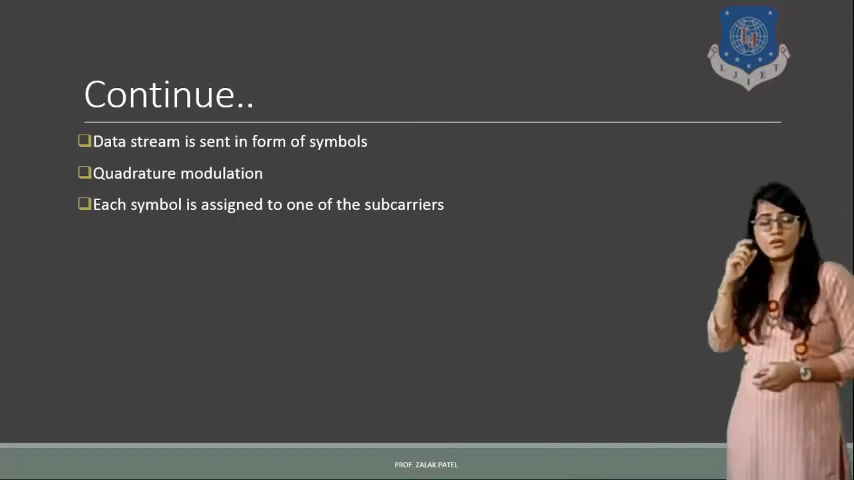 LJIET
Continue..
Data stream is sent in form of symbols
Quadrature modulation
Each symbol is assigned to one of the subcarriers
PROF. ZALAK PATEL